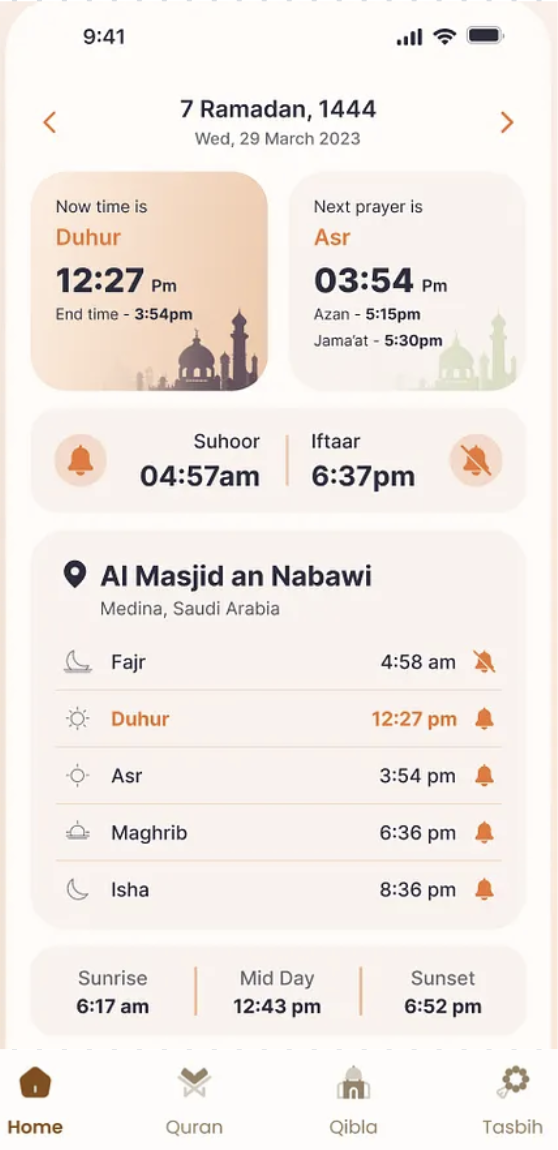 9:41
7 Ramadan, 1444
Wed, 29 March 2023
Now time is
Duhur
12:27 Pm
End time - 3:54pm
Next prayer is
Asr
03:54 Pm
Azan - 5:15pm
Jama'at - 5:30pm
Suhoor
04:57am
Iftaar
6:37pm
Al Masjid an Nabawi
Medina, Saudi Arabia
Fajr 4:58 am
Duhur 12:27 pm
Asr 3:54 pm
Maghrib 6:36 pm
Isha 8:36 pm
Sunrise
6:17 am
Mid Day
12:43 pm
Sunset
6:52 pm
Home
Quran
Qibla
Tasbih